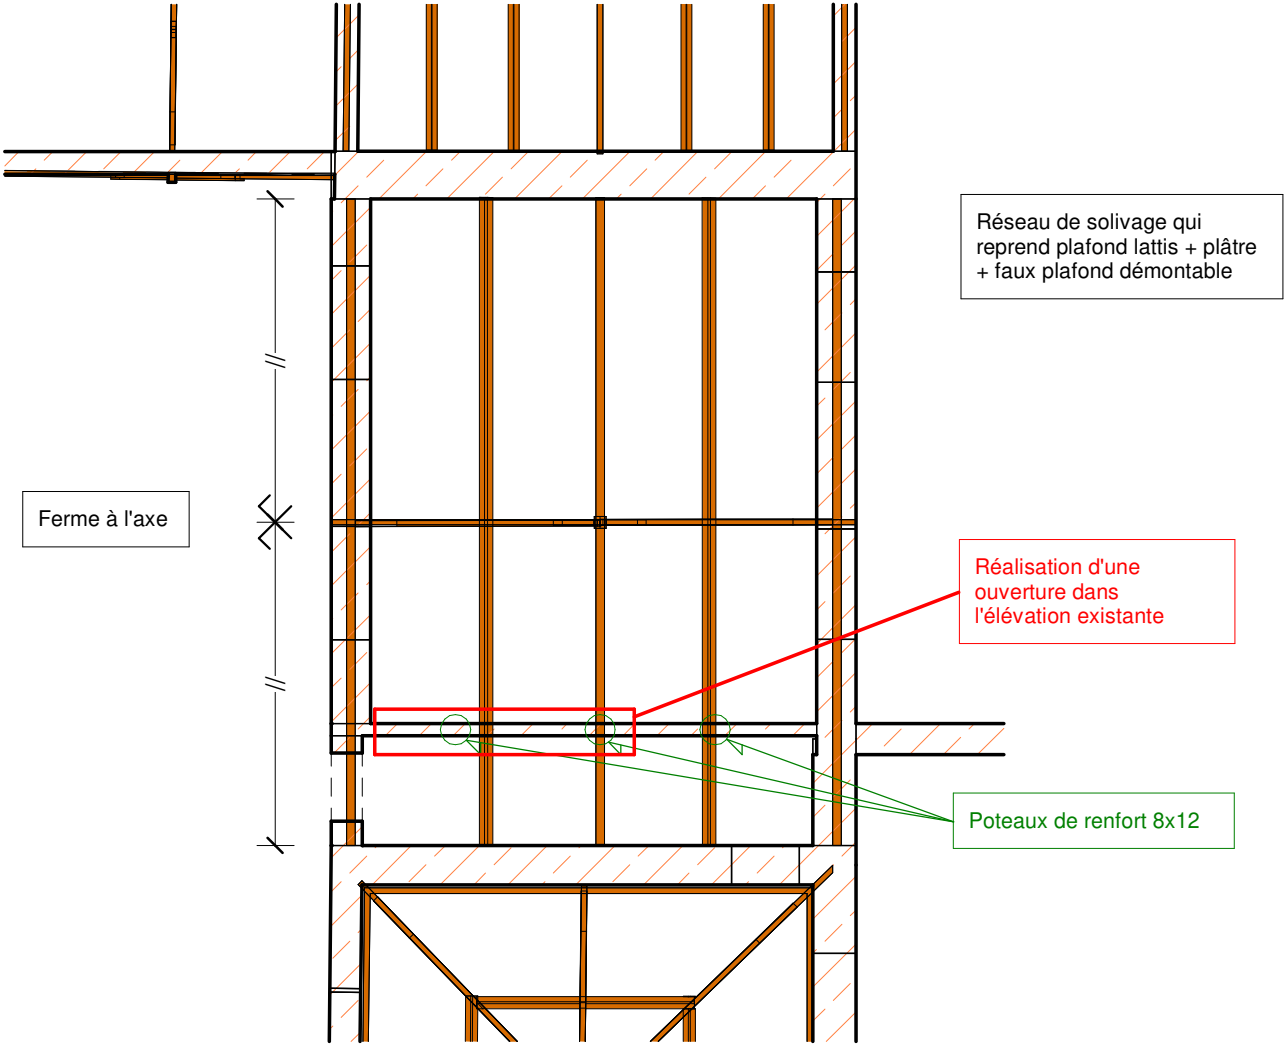 Réseau de solivage qui
reprend plafond lattis + plâtre
+ faux plafond démontable
Ferme à l'axe
Réalisation d'une
ouverture dans
l'élévation existante
Poteaux de renfort 8x12